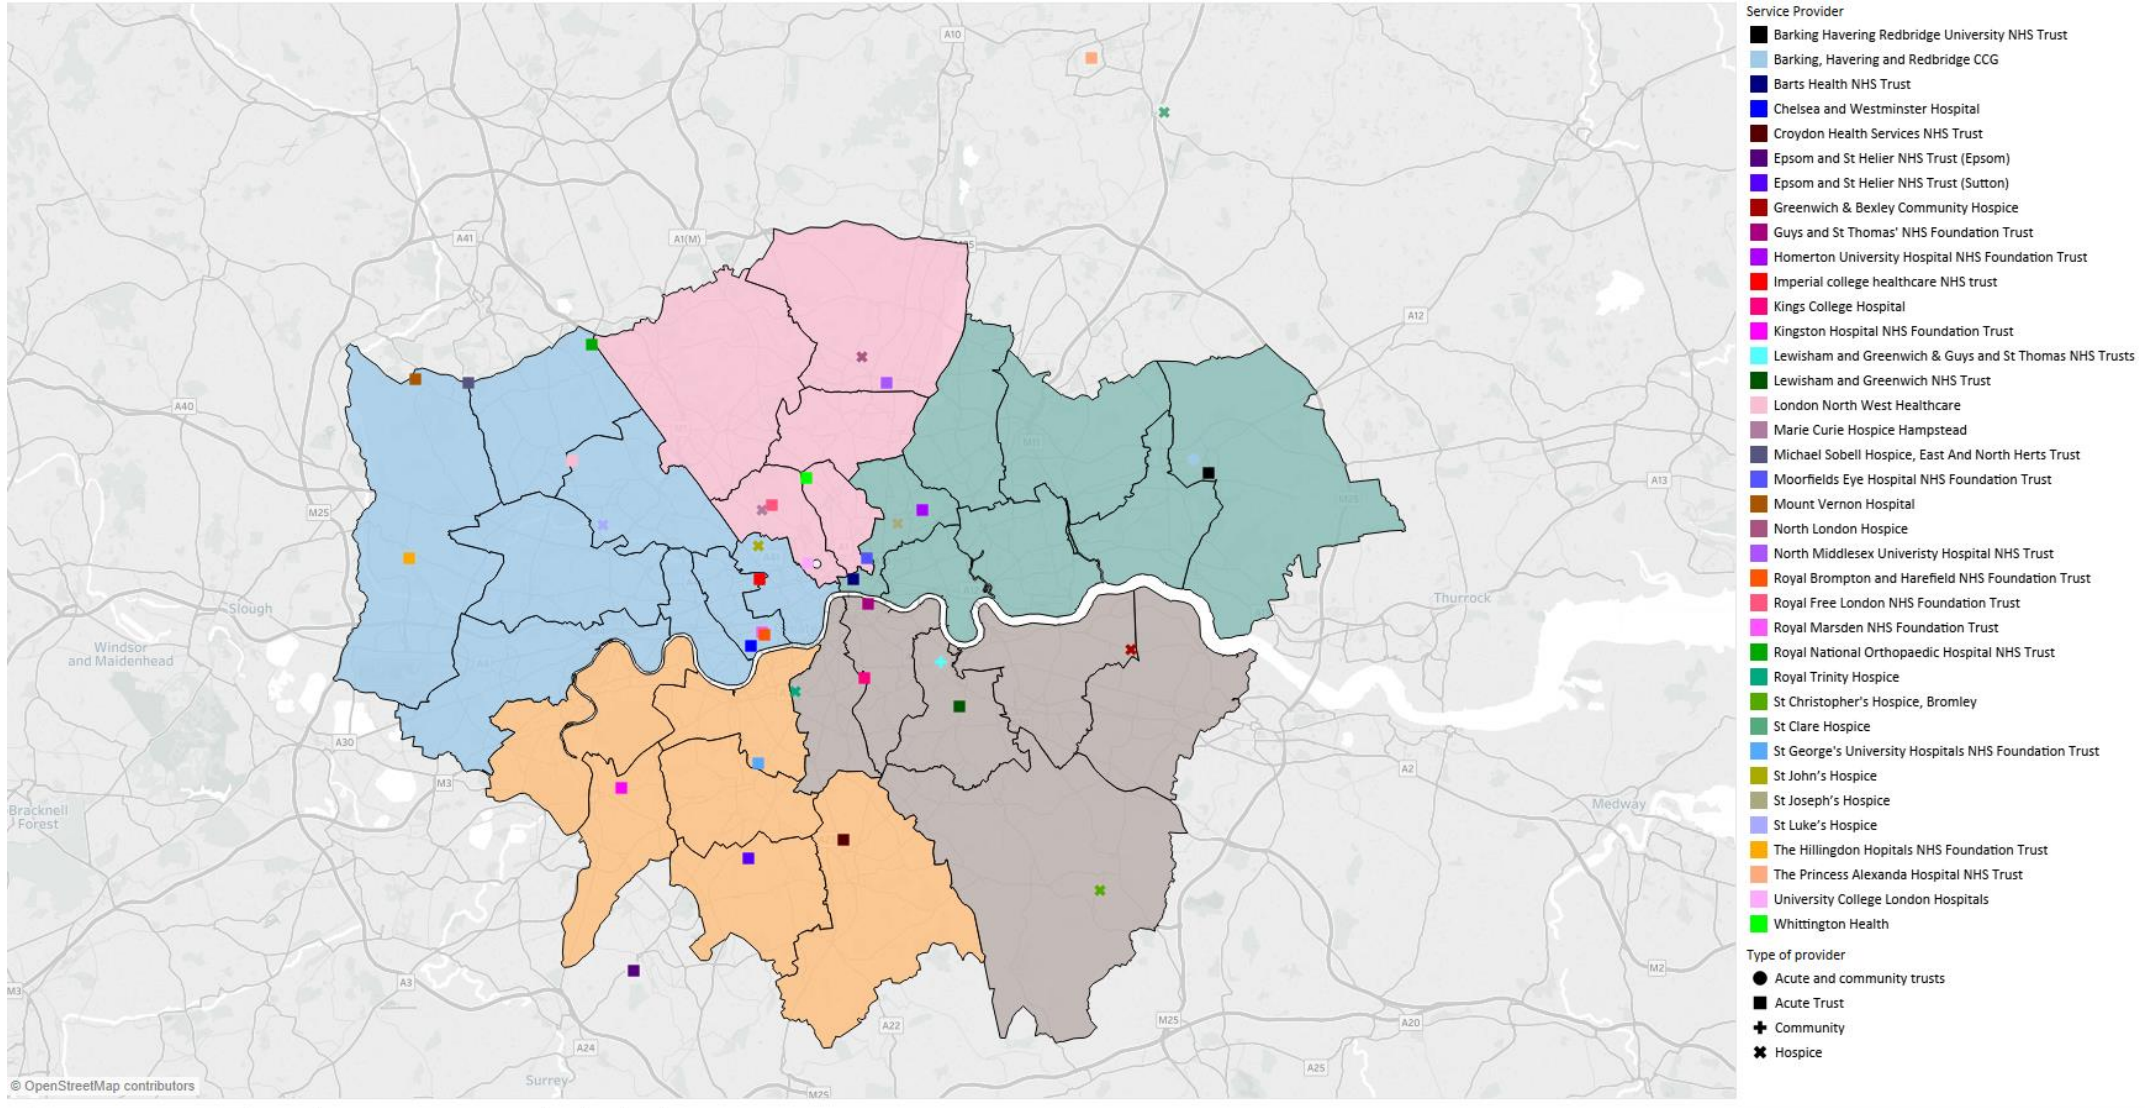 A10
A41
A1(M)
A12
A40
A13
M25
Slough
Thurrock
Windsor
and Maidenhead
A30
M3
A2
Bracknell
Forest
Medway
M2
A3
M3
A22
M25
A20
A24
A25
Surrey
M25
© OpenStreetMap contributors
Service Provider
Barking Havering Redbridge University NHS Trust
Barking, Havering and Redbridge CCG
Barts Health NHS Trust
Chelsea and Westminster Hospital
Croydon Health Services NHS Trust
Epsom and St Helier NHS Trust (Epsom)
Epsom and St Helier NHS Trust (Sutton)
Greenwich & Bexley Community Hospice
Guys and St Thomas' NHS Foundation Trust
Homerton University Hospital NHS Foundation Trust
Imperial college healthcare NHS trust
Kings College Hospital
Kingston Hospital NHS Foundation Trust
Lewisham and Greenwich & Guys and St Thomas NHS Trusts
Lewisham and Greenwich NHS Trust
London North West Healthcare
Marie Curie Hospice Hampstead
Michael Sobell Hospice, East And North Herts Trust
Moorfields Eye Hospital NHS Foundation Trust
Mount Vernon Hospital
North London Hospice
North Middlesex Univeristy Hospital NHS Trust
Royal Brompton and Harefield NHS Foundation Trust
Royal Free London NHS Foundation Trust
Royal Marsden NHS Foundation Trust
Royal National Orthopaedic Hospital NHS Trust
Royal Trinity Hospice
St Christopher's Hospice, Bromley
St Clare Hospice
St George's University Hospitals NHS Foundation Trust
St John's Hospice
St Joseph's Hospice
St Luke's Hospice
The Hillingdon Hopitals NHS Foundation Trust
The Princess Alexanda Hospital NHS Trust
University College London Hospitals
Whittington Health
Type of provider
Acute and community trusts
Acute Trust
Community
Hospice